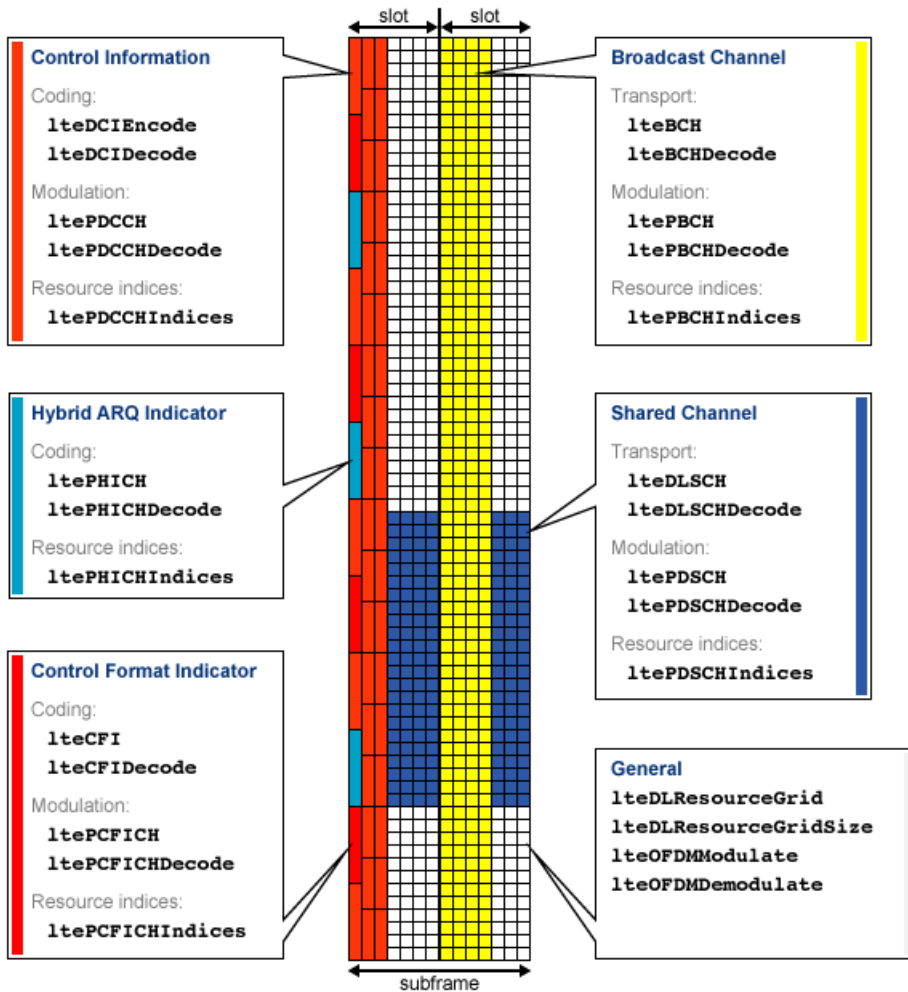 slot
slot
Control Information
Coding:
lteDCIEncode
lteDCIDecode
Modulation:
ltePDCCH
ltePDCCHDecode
Resource indices:
ltePDCCHIndices
Hybrid ARQ Indicator
Coding:
ltePHICH
ltePHICHDecode
Resource indices:
ltePHICHIndices
Control Format Indicator
Coding:
lteCFI
lteCFIDecode
Modulation:
ltePCFICH
ltePCFICHDecode
Resource indices:
ltePCFICHIndices
Broadcast Channel
Transport:
lteBCH
lteBCHDecode
Modulation:
ltePBCH
ltePBCHDecode
Resource indices:
ltePBCHIndices
Shared Channel
Transport:
lteDLSCH
lteDLSCHDecode
Modulation:
ltePDSCH
ltePDSCHDecode
Resource indices:
ltePDSCHIndices
General
lteDLResourceGrid
lteDLResourceGridSize
lteOFDMModulate
lteOFDMDemodulate
subframe